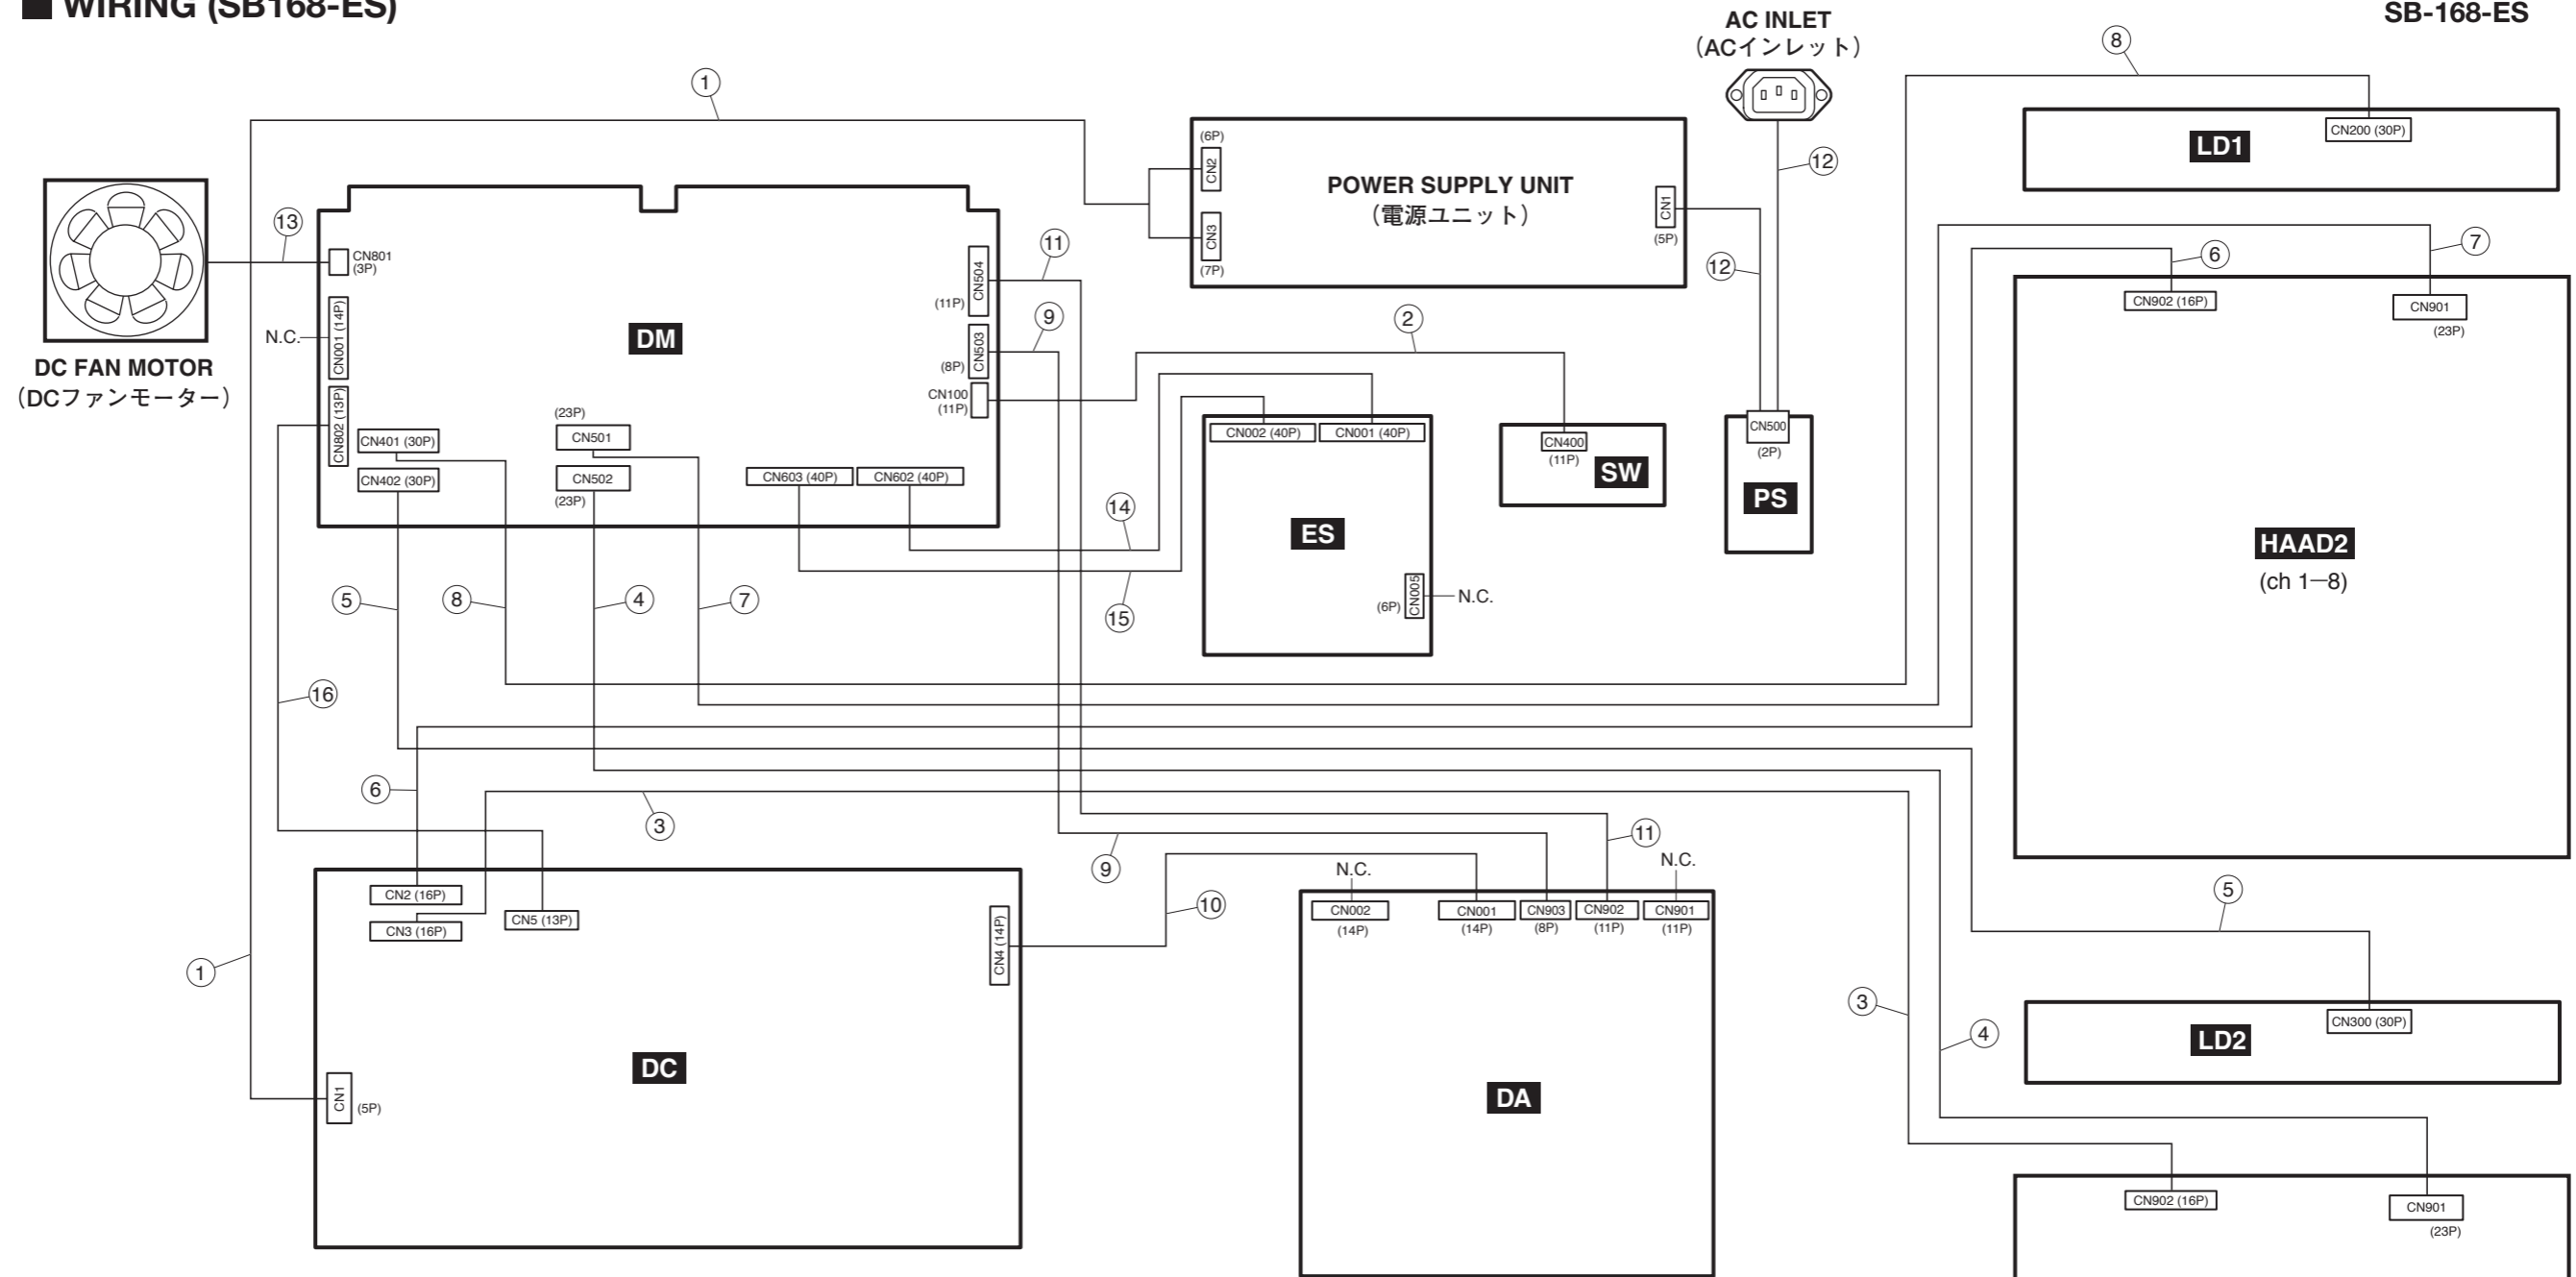 ■ WIRING (SB168-ES)
SB-168-ES
AC INLET
（ACインレット）
8
1
(6P)
CN2
CN3
(7P)
POWER SUPPLY UNIT
（電源ユニット）
CN1
(5P)
12
12
CN200 (30P)
LD1
13
DC FAN MOTOR
（DCファンモーター）
CN801
(3P)
N.C.
CN001 (14P)
CN802 (13P)
DM
CN504
(11P)
11
CN503
(8P)
9
CN100
(11P)
2
CN401 (30P)
CN402 (30P)
(23P)
CN501
CN502
(23P)
CN603 (40P)
CN602 (40P)
6
7
CN902 (16P)
CN901
(23P)
HAAD2
(ch 1—8)
CN002 (40P)
CN001 (40P)
ES
(6P)
CN005
N.C.
CN400
(11P)
SW
CN500
(2P)
PS
14
15
5
8
4
7
16
6
3
9
11
10
1
CN2 (16P)
CN3 (16P)
CN5 (13P)
CN4 (14P)
DC
CN1
(5P)
N.C.
N.C.
CN002
(14P)
CN001
(14P)
CN903
(8P)
CN902
(11P)
CN901
(11P)
DA
5
3
4
CN300 (30P)
LD2
CN902 (16P)
CN901
(23P)